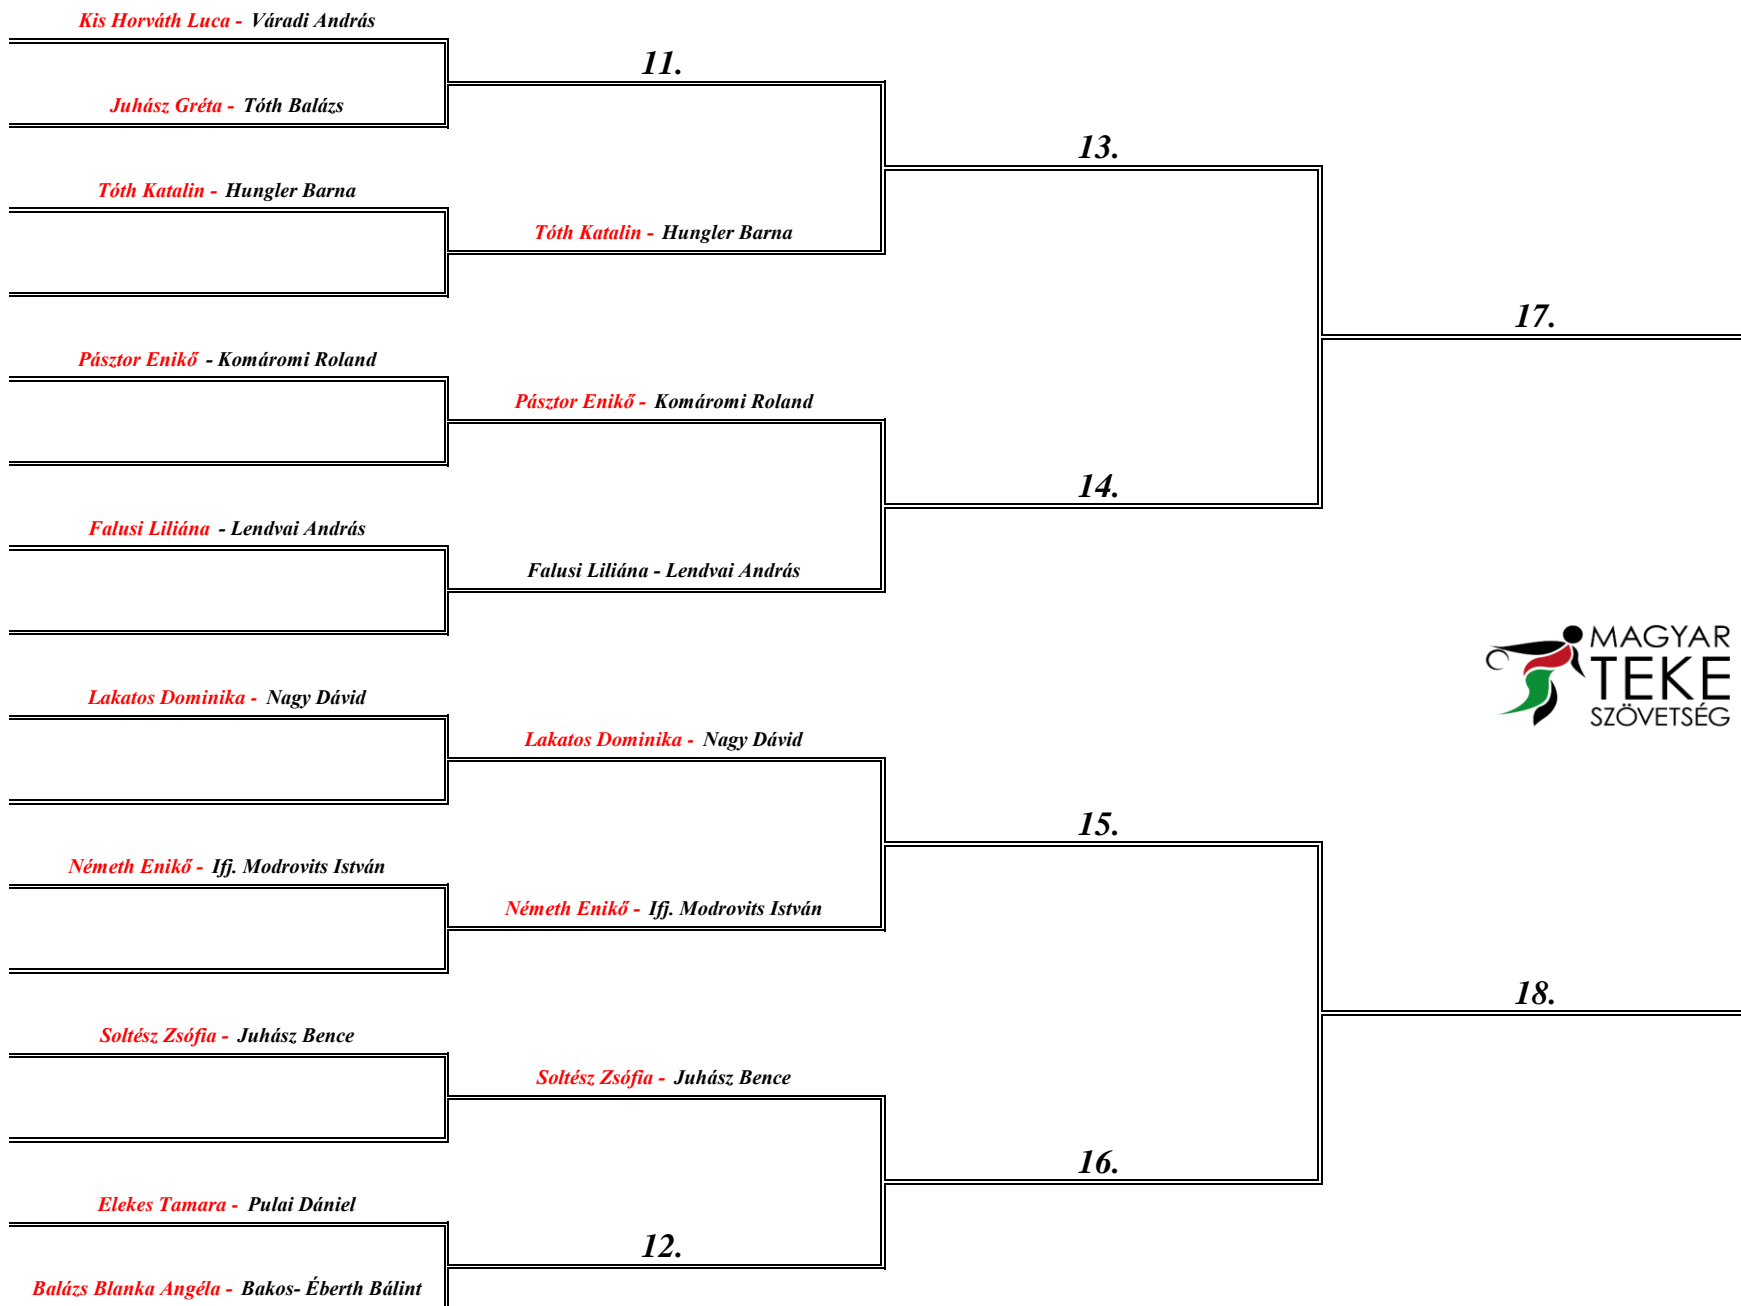 Kis Horváth Luca - Váradi András
11.
Juhász Gréta - Tóth Balázs
13.
Tóth Katalin - Hungler Barna
Tóth Katalin - Hungler Barna
17.
Pásztor Enikő - Komáromi Roland
Pásztor Enikő - Komáromi Roland
14.
Falusi Liliána - Lendvai András
Falusi Liliána - Lendvai András
MAGYAR
TEKE
SZÖVETSÉG
Lakatos Dominika - Nagy Dávid
Lakatos Dominika - Nagy Dávid
15.
Németh Enikő - Ifj. Modrovits István
Németh Enikő - Ifj. Modrovits István
18.
Soltész Zsófia - Juhász Bence
Soltész Zsófia - Juhász Bence
16.
Elekes Tamara - Pulai Dániel
12.
Balázs Blanka Angéla - Bakos- Éberth Bálint